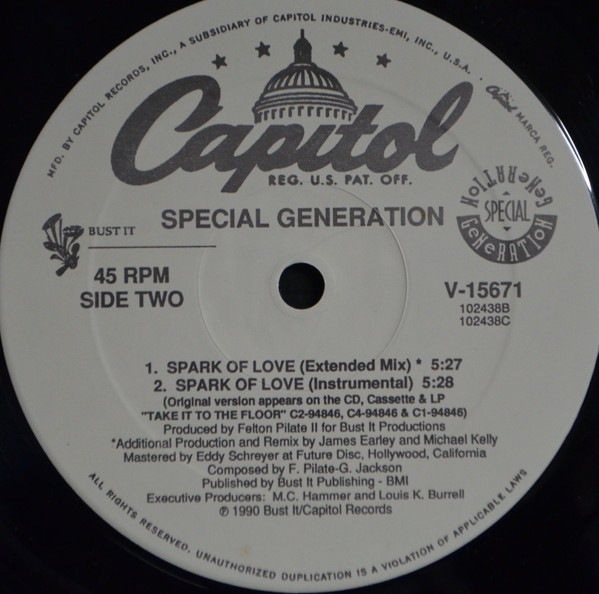 MFD. BY CAPITOL RECORDS, INC., A SUBSIDIARY OF CAPITOL INDUSTRIES-EMI, INC., U.S.A. · Capitol MARCA REG.
Capitol
REG. U.S. PAT. OFF.
SPECIAL GENERATION
GENERATION
SPECIAL
GENERATION
BUST IT
45 RPM
SIDE TWO
V-15671
102438B
102438C
1. SPARK OF LOVE (Extended Mix) * 5:27
2. SPARK OF LOVE (Instrumental) 5:28
(Original version appears on the CD, Cassette & LP
"TAKE IT TO THE FLOOR" C2-94846, C4-94846 & C1-94846)
Produced by Felton Pilate II for Bust It Productions
*Additional Production and Remix by James Earley and Michael Kelly
Mastered by Eddy Schreyer at Future Disc, Hollywood, California
Composed by F. Pilate-G. Jackson
Published by Bust It Publishing - BMI
Executive Producers: M.C. Hammer and Louis K. Burrell
℗ 1990 Bust It/Capitol Records
ALL RIGHTS RESERVED. UNAUTHORIZED DUPLICATION IS A VIOLATION OF APPLICABLE LAWS